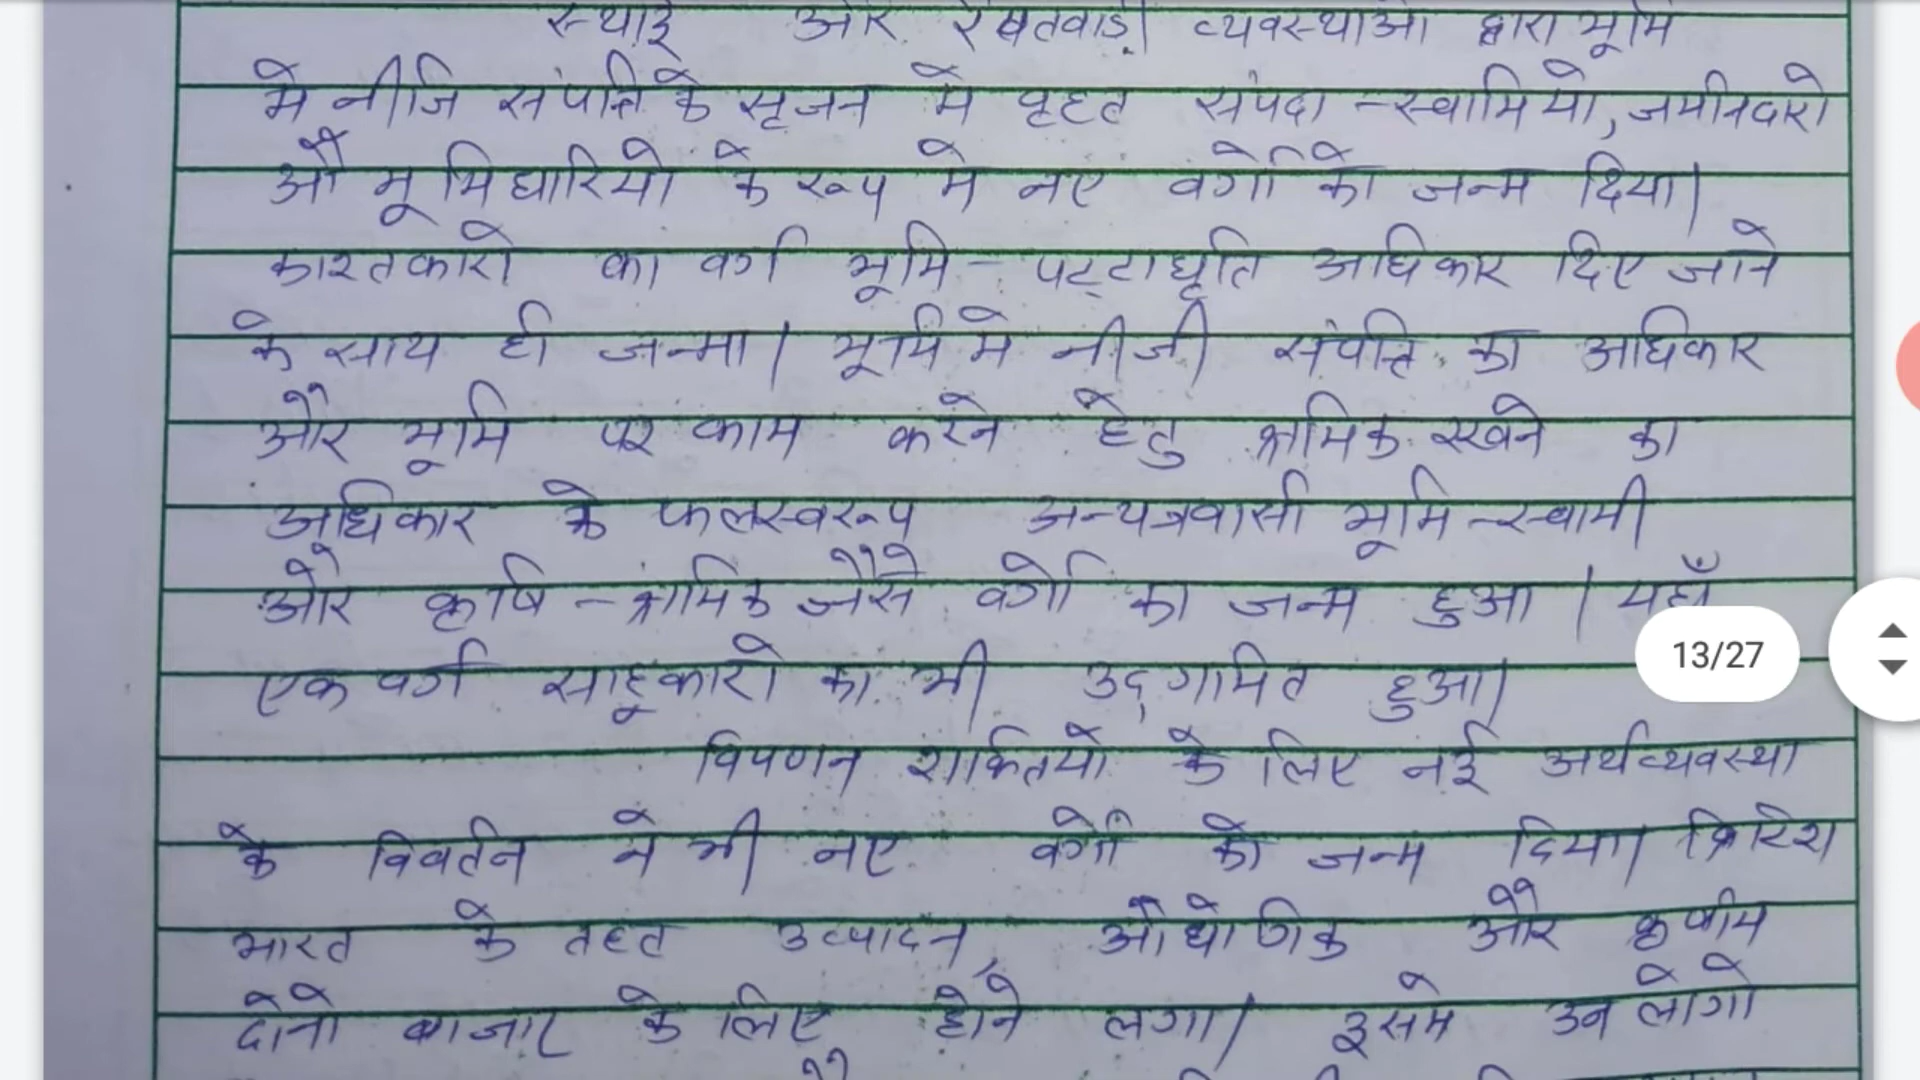 स्थाई और रैयतवाड़ी व्यवस्थाओ द्वारा भूमि
मे नीजि संपत्ति के सृजन मे वृहत संपदा-स्वामियो, जमीनदारो
औ भूमिधारियो के रूप मे नए वर्गो को जन्म दिया।
काश्तकारो का वर्ग भूमि-पट्टाधृति अधिकार दिए जाने
के साथ ही जन्मा। भूमि मे नीजी संपत्ति का अधिकार
और भूमि पर काम करने हेतु श्रमिक रखने का
अधिकार के फलस्वरूप अन्यत्रवासी भूमि-स्वामी
और कृषि-श्रमिक जैसे वर्गो का जन्म हुआ। यहाँ
13/27
एक वर्ग साहूकारो का भी उद्गामित हुआ।
विपणन शक्तियो के लिए नई अर्थव्यवस्था
के विवर्तन ने भी नए वर्गो को जन्म दिया। ब्रिटिश
भारत के तहत उत्पादन, औधोगिक और कृषीय
दोनो बाजार के लिए होने लगा। इसमे उन लोगो